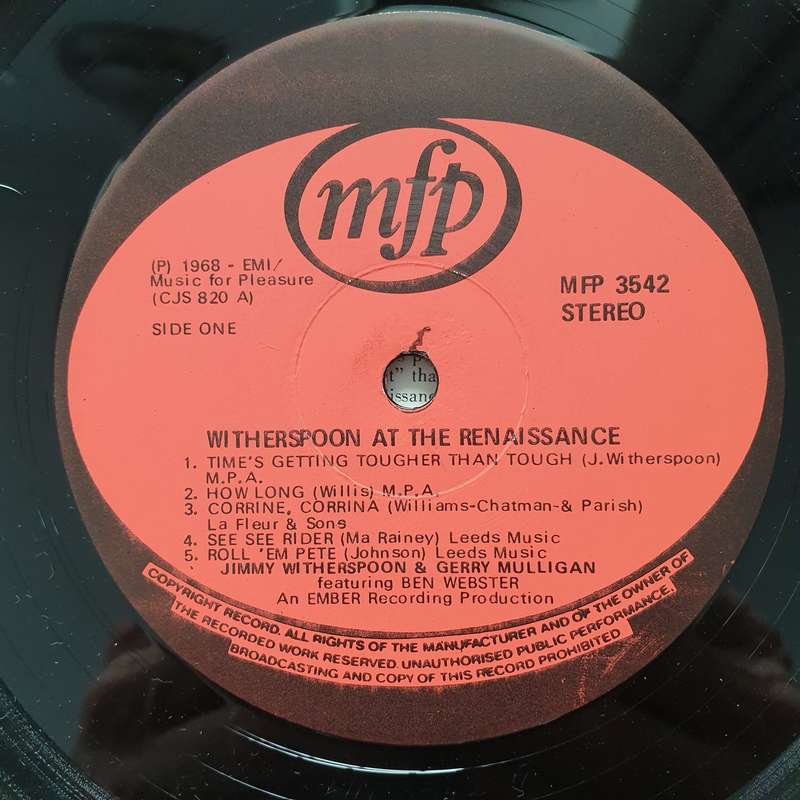 mfp
(P) 1968 - EMI/
Music for Pleasure
(CJS 820 A)
SIDE ONE
MFP 3542
STEREO
" tha
issanc
WITHERSPOON AT THE RENAISSANCE
1. TIME'S GETTING TOUGHER THAN TOUGH (J.Witherspoon)
M.P.A.
2. HOW LONG (Willis) M.P.A.
3. CORRINE, CORRINA (Williams-Chatman-& Parish)
La Fleur & Sons
4. SEE SEE RIDER (Ma Rainey) Leeds Music
5. ROLL 'EM PETE (Johnson) Leeds Music
JIMMY WITHERSPOON & GERRY MULLIGAN
featuring BEN WEBSTER
An EMBER Recording Production
COPYRIGHT RECORD. ALL RIGHTS OF THE MANUFACTURER AND OF THE OWNER OF
THE RECORDED WORK RESERVED. UNAUTHORISED PUBLIC PERFORMANCE,
BROADCASTING AND COPY OF THIS RECORD PROHIBITED